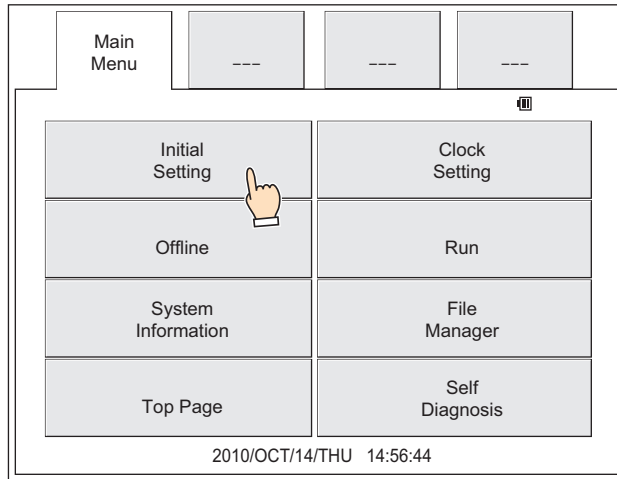 Main
Menu
---
---
---
Initial
Setting
Clock
Setting
Offline
Run
System
Information
File
Manager
Top Page
Self
Diagnosis
2010/OCT/14/THU 14:56:44